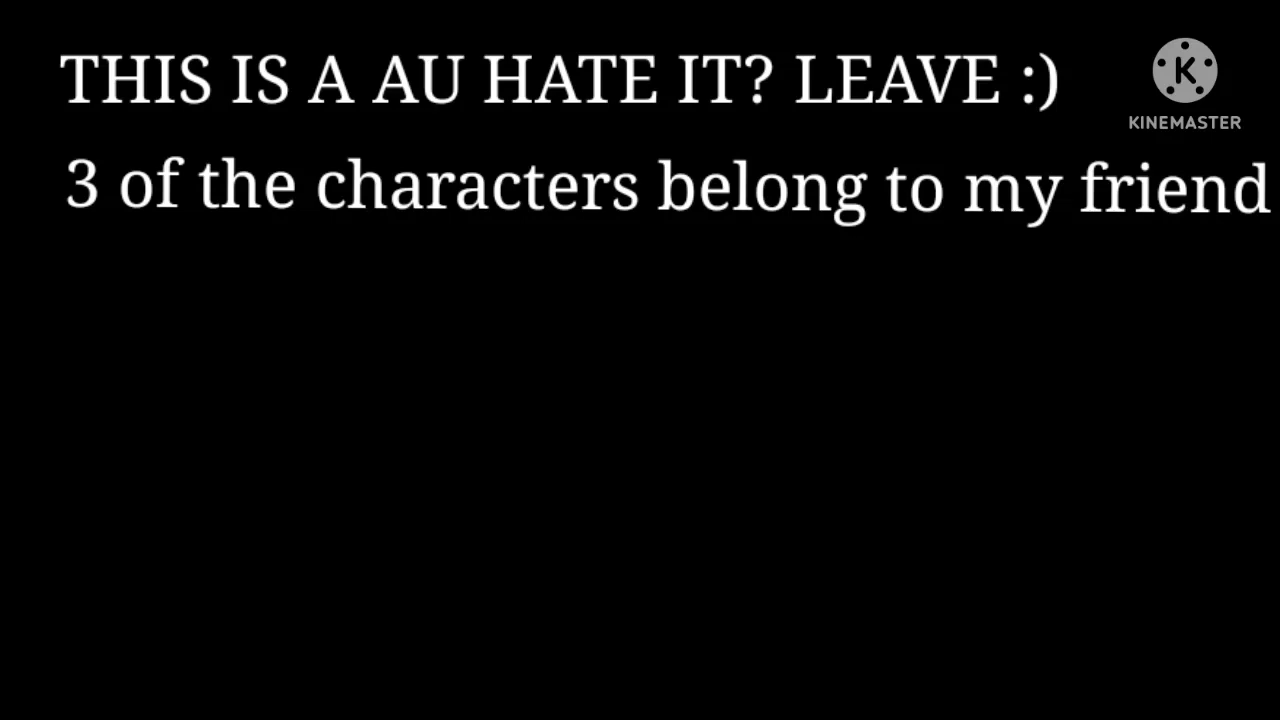 THIS IS A AU HATE IT? LEAVE :)
K
KINEMASTER
3 of the characters belong to my friend